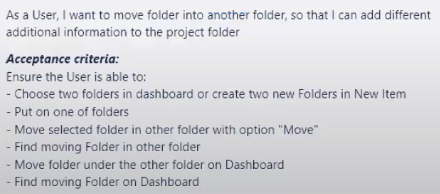 As a User, I want to move folder into another folder, so that I can add different
additional information to the project folder
Acceptance criteria:
Ensure the User is able to:
- Choose two folders in dashboard or create two new Folders in New Item
- Put on one of folders
- Move selected folder in other folder with option "Move"
- Find moving Folder in other folder
- Move folder under the other folder on Dashboard
- Find moving Folder on Dashboard